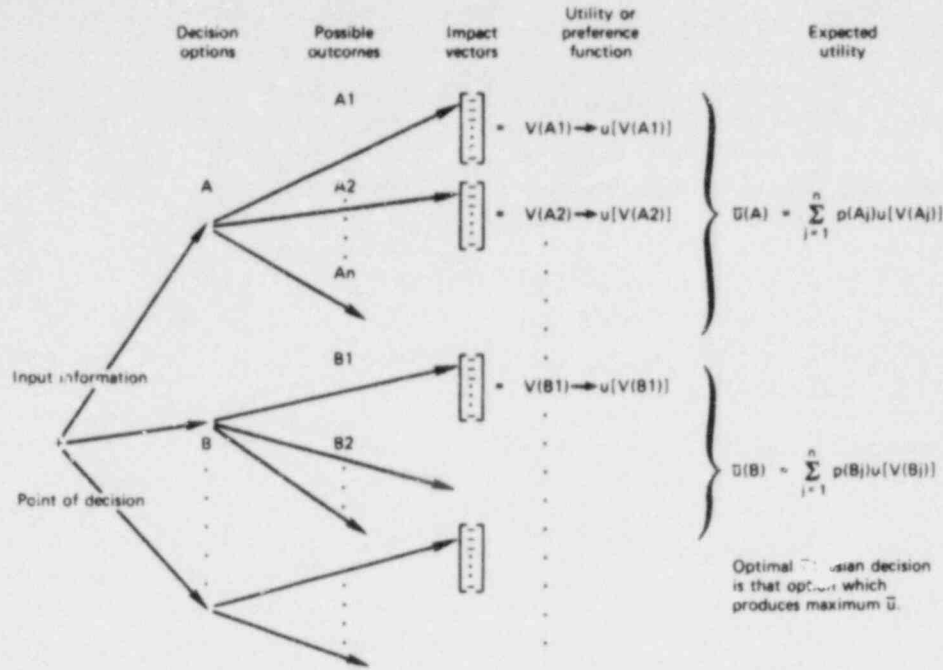 Decision options
Possible outcomes
Impact vectors
Utility or preference function
Expected utility
A1
= V(A1) → u[V(A1)]
A
A2
= V(A2) → u[V(A2)]
ū(A) = Σ p(Aj)u[V(Aj)]
n
j = 1
An
B1
Input information
= V(B1) → u[V(B1)]
B
B2
n
ū(B) = Σ p(Bj)u[V(Bj)]
j = 1
Point of decision
Optimal decision
is that option which
produces maximum ū.